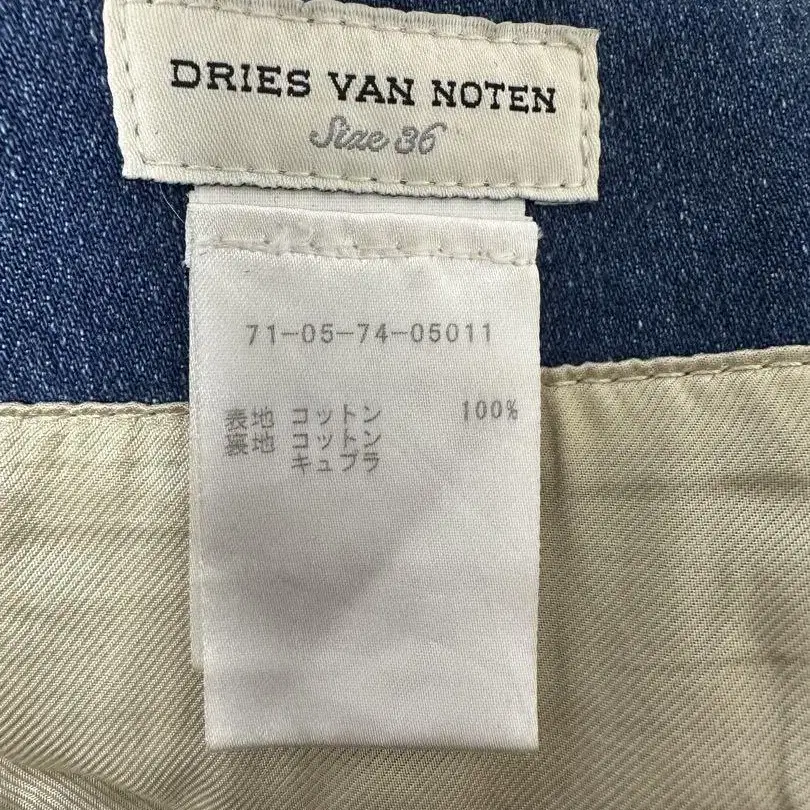 DRIES VAN NOTEN
Size 36
71-05-74-05011
表地 コットン 100%
裏地 コットン
キュプラ